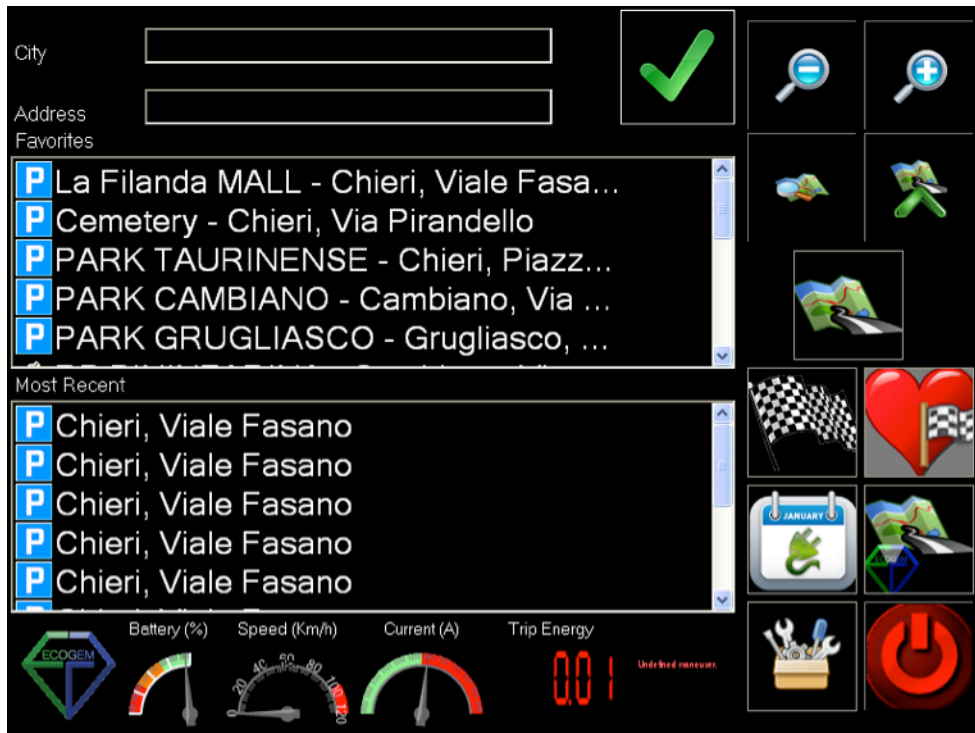 City
Address
Favorites
P La Filanda MALL - Chieri, Viale Fasa...
P Cemetery - Chieri, Via Pirandello
P PARK TAURINENSE - Chieri, Piazz...
P PARK CAMBIANO - Cambiano, Via ...
P PARK GRUGLIASCO - Grugliasco, ...
Most Recent
P Chieri, Viale Fasano
P Chieri, Viale Fasano
P Chieri, Viale Fasano
P Chieri, Viale Fasano
P Chieri, Viale Fasano
JANUARY
ECOGEM
ECOGEM
Battery (%) Speed (Km/h) Current (A) Trip Energy
0 20 40 60 80 100 120
0.01
Undefined maneuver.